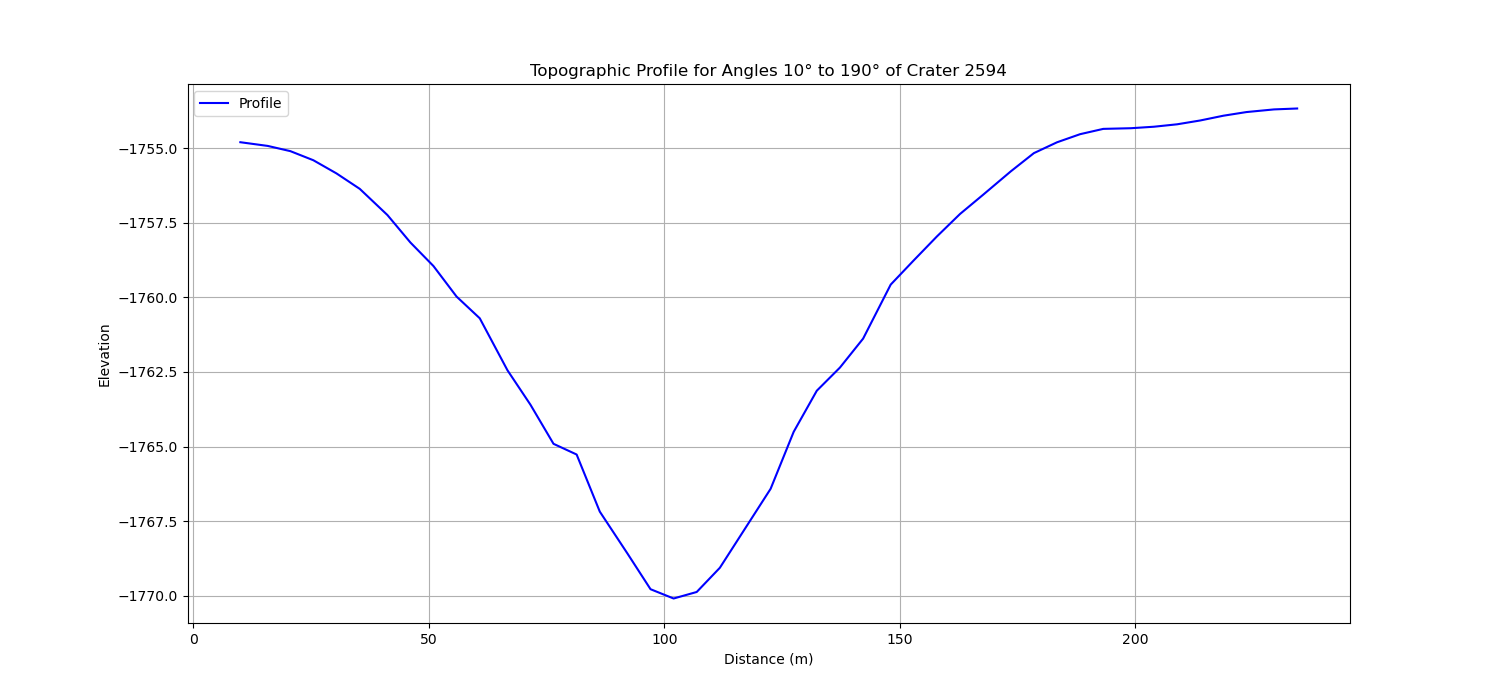 Topographic Profile for Angles 10° to 190° of Crater 2594
Profile
−1755.0
−1757.5
−1760.0
−1762.5
−1765.0
−1767.5
−1770.0
Elevation
0 50 100 150 200
Distance (m)